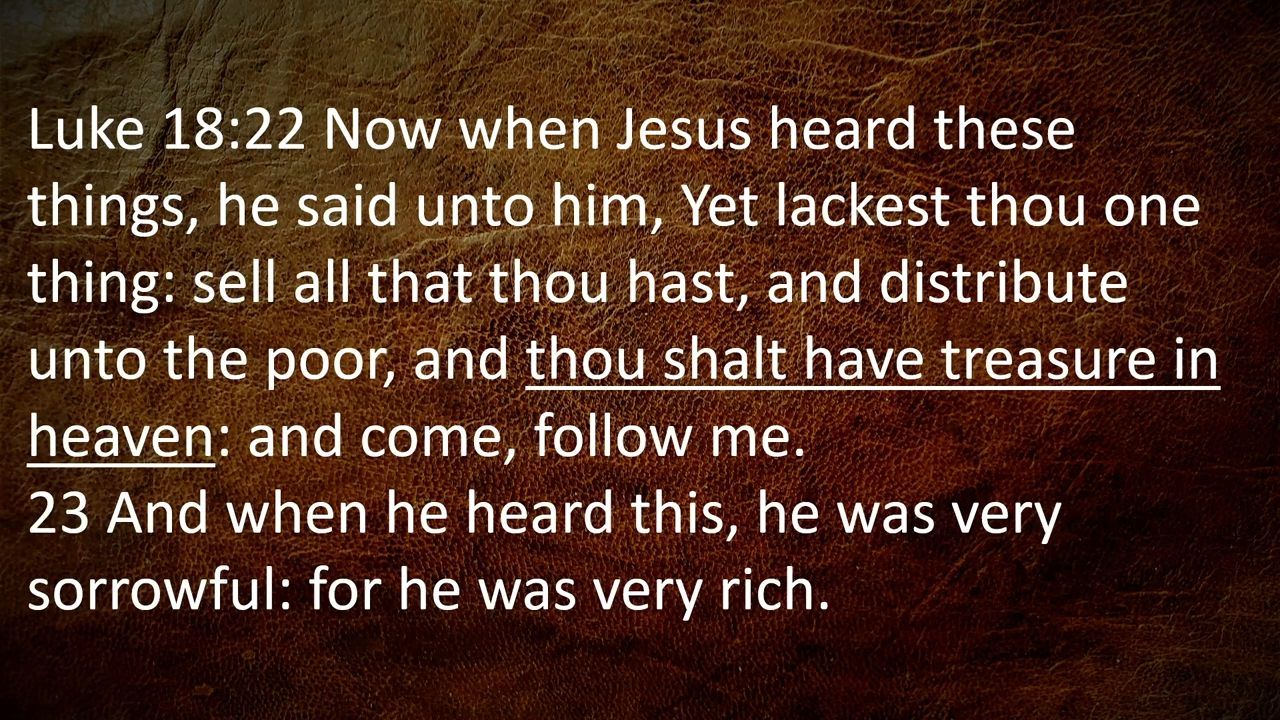 Luke 18:22 Now when Jesus heard these
things, he said unto him, Yet lackest thou one
thing: sell all that thou hast, and distribute
unto the poor, and thou shalt have treasure in
heaven: and come, follow me.
23 And when he heard this, he was very
sorrowful: for he was very rich.